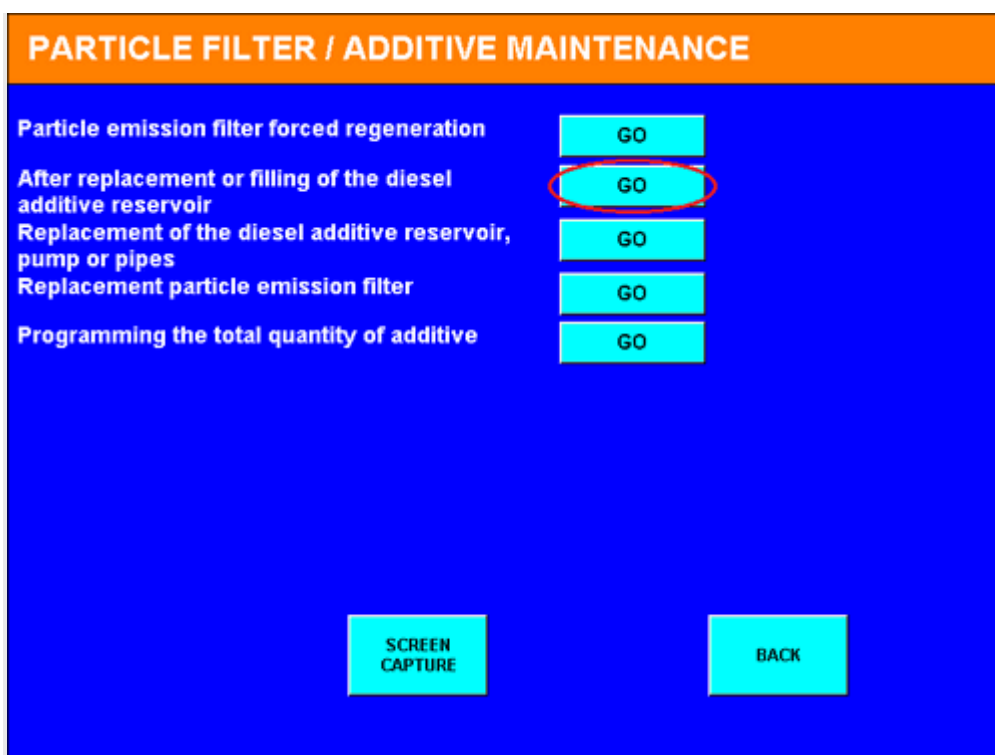 PARTICLE FILTER / ADDITIVE MAINTENANCE
Particle emission filter forced regeneration
GO
After replacement or filling of the diesel
additive reservoir
GO
Replacement of the diesel additive reservoir,
pump or pipes
GO
Replacement particle emission filter
GO
Programming the total quantity of additive
GO
SCREEN
CAPTURE
BACK